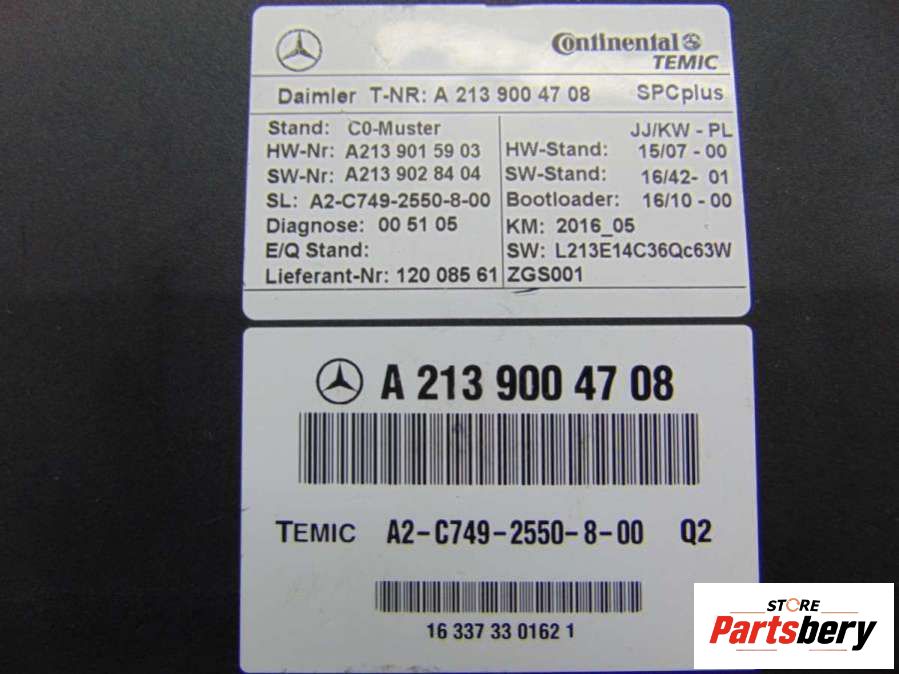 Continental
TEMIC
Daimler T-NR: A 213 900 47 08 SPCplus
Stand: C0-Muster JJ/KW - PL
HW-Nr: A213 901 59 03 HW-Stand: 15/07 - 00
SW-Nr: A213 902 84 04 SW-Stand: 16/42- 01
SL: A2-C749-2550-8-00 Bootloader: 16/10 - 00
Diagnose: 00 51 05 KM: 2016_05
E/Q Stand: SW: L213E14C36Qc63W
Lieferant-Nr: 120 085 61 ZGS001
A 213 900 47 08
TEMIC A2-C749-2550-8-00 Q2
16 337 33 0162 1
STORE
Partsbery